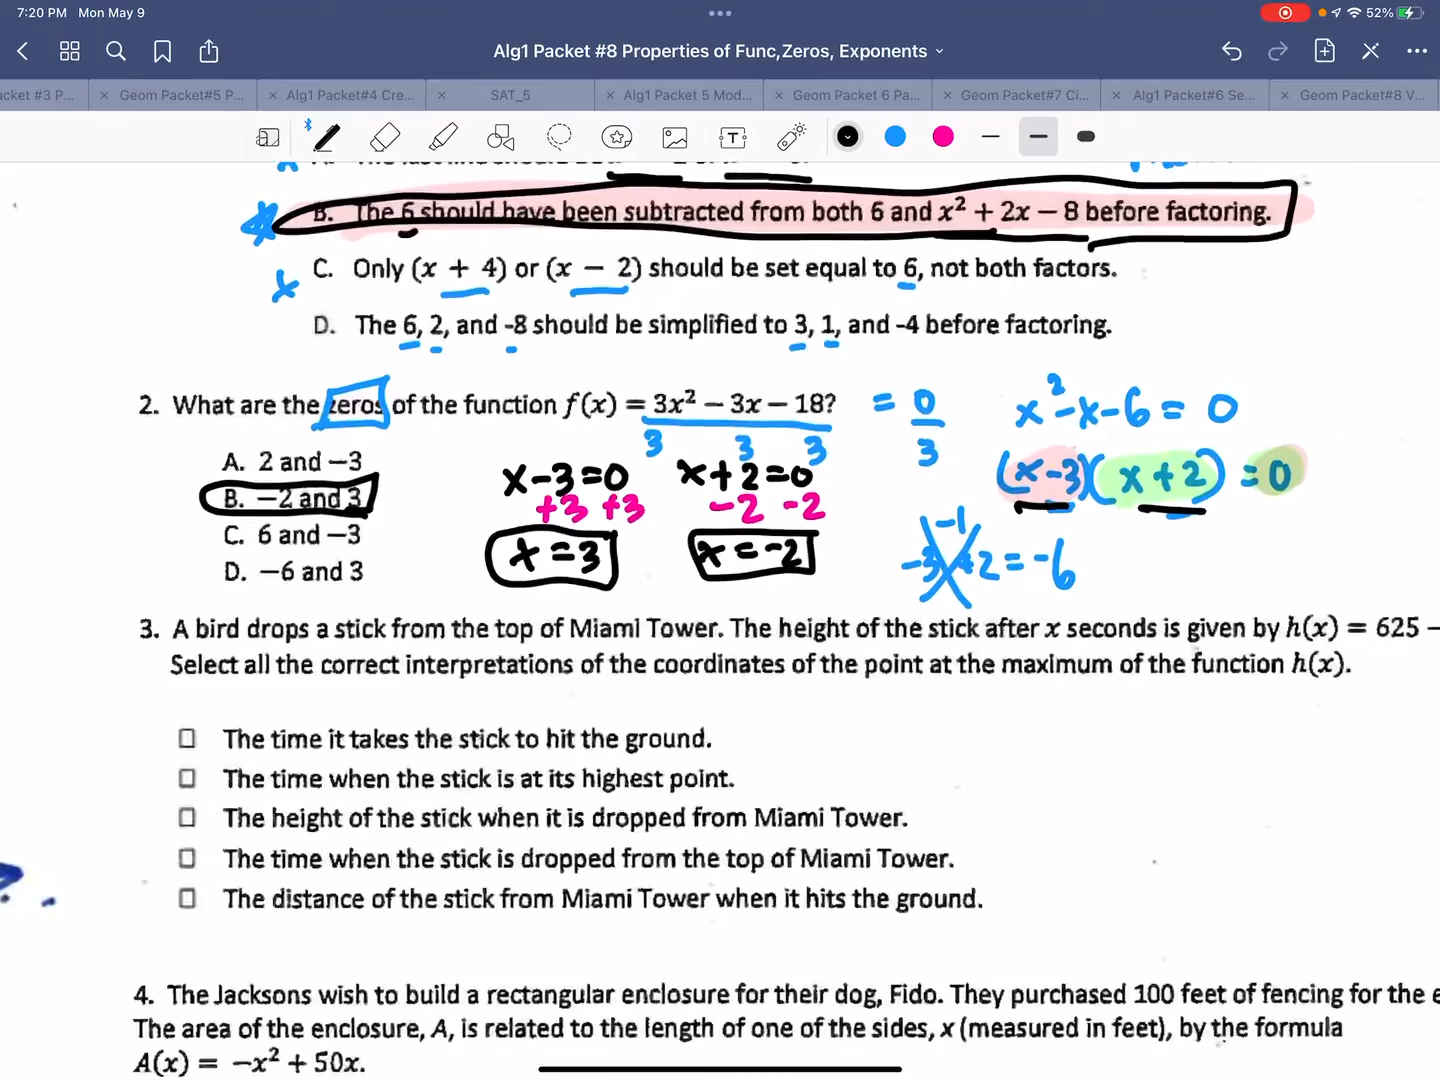 7:20 PM Mon May 9
52%
Alg1 Packet #8 Properties of Func,Zeros, Exponents
acket #3 P...
Geom Packet#5 P...
Alg1 Packet#4 Cre...
SAT_5
Alg1 Packet 5 Mod...
Geom Packet 6 Pa...
Geom Packet#7 Ci...
Alg1 Packet#6 Se...
Geom Packet#8 V...
B. The 6 should have been subtracted from both 6 and x² + 2x − 8 before factoring.
x C. Only (x + 4) or (x − 2) should be set equal to 6, not both factors.
D. The 6, 2, and -8 should be simplified to 3, 1, and -4 before factoring.
2. What are the zeros of the function f(x) = 3x² − 3x − 18? = 0 x² - x - 6 = 0
3 3 3 3
A. 2 and −3
B. −2 and 3
C. 6 and −3
D. −6 and 3
x-3=0 x+2=0 (x-3)(x+2) = 0
+3 +3 -2 -2
x = 3 x = -2
-1
-3 +2 = -6
3. A bird drops a stick from the top of Miami Tower. The height of the stick after x seconds is given by h(x) = 625 −
Select all the correct interpretations of the coordinates of the point at the maximum of the function h(x).
☐ The time it takes the stick to hit the ground.
☐ The time when the stick is at its highest point.
☐ The height of the stick when it is dropped from Miami Tower.
☐ The time when the stick is dropped from the top of Miami Tower.
☐ The distance of the stick from Miami Tower when it hits the ground.
4. The Jacksons wish to build a rectangular enclosure for their dog, Fido. They purchased 100 feet of fencing for the
The area of the enclosure, A, is related to the length of one of the sides, x (measured in feet), by the formula
A(x) = −x² + 50x.